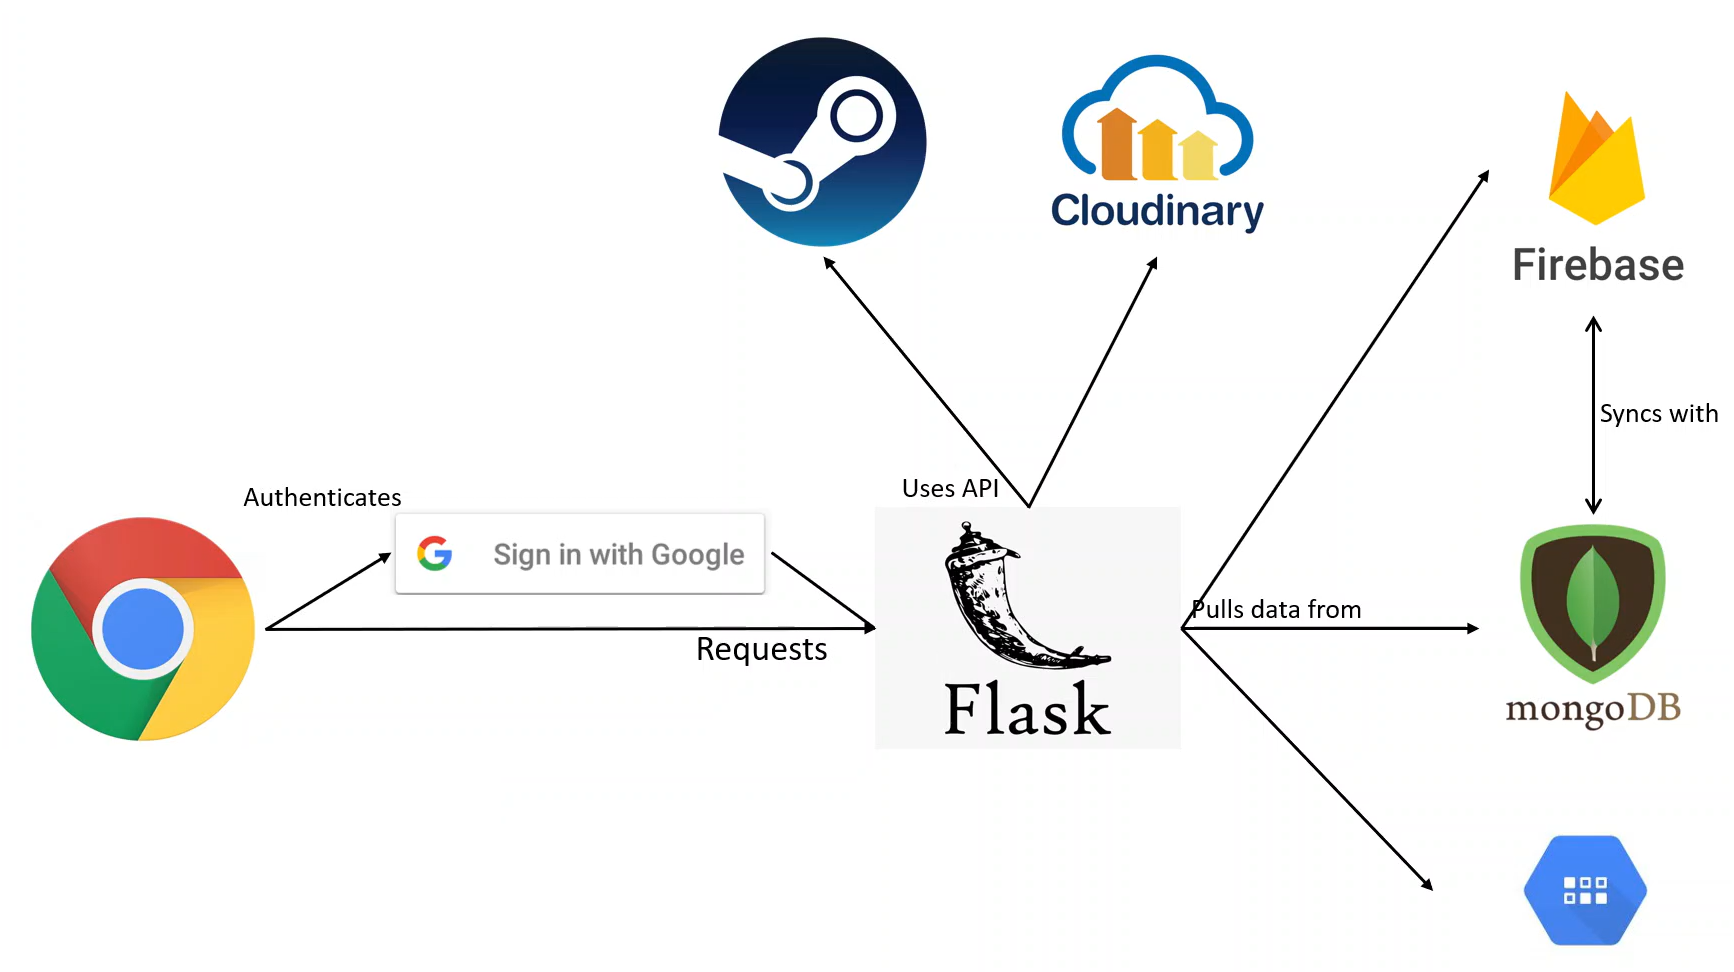 Cloudinary
Firebase
Syncs with
Uses API
Authenticates
Sign in with Google
Pulls data from
Requests
Flask
mongoDB